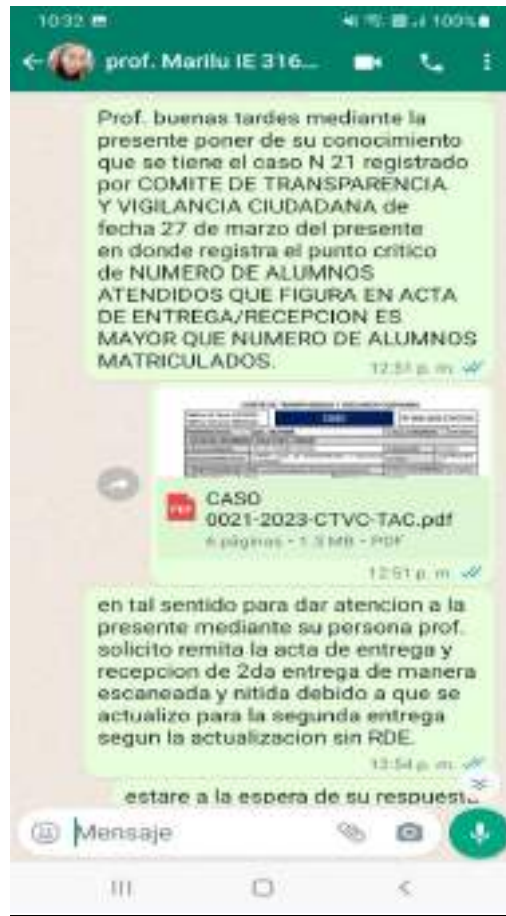 10:32
100%
prof. Marilu IE 316...
Prof. buenas tardes mediante la
presente poner de su conocimiento
que se tiene el caso N 21 registrado
por COMITE DE TRANSPARENCIA
Y VIGILANCIA CIUDADANA de
fecha 27 de marzo del presente
en donde registra el punto critico
de NUMERO DE ALUMNOS
ATENDIDOS QUE FIGURA EN ACTA
DE ENTREGA/RECEPCION ES
MAYOR QUE NUMERO DE ALUMNOS
MATRICULADOS.
12:51 p. m.
CASO
0021-2023-CTVC-TAC.pdf
6 páginas • 1.3 MB • PDF
12:51 p. m.
en tal sentido para dar atencion a la
presente mediante su persona prof.
solicito remita la acta de entrega y
recepcion de 2da entrega de manera
escaneada y nitida debido a que se
actualizo para la segunda entrega
segun la actualizacion sin RDE.
12:54 p. m.
estare a la espera de su respuesta
Mensaje